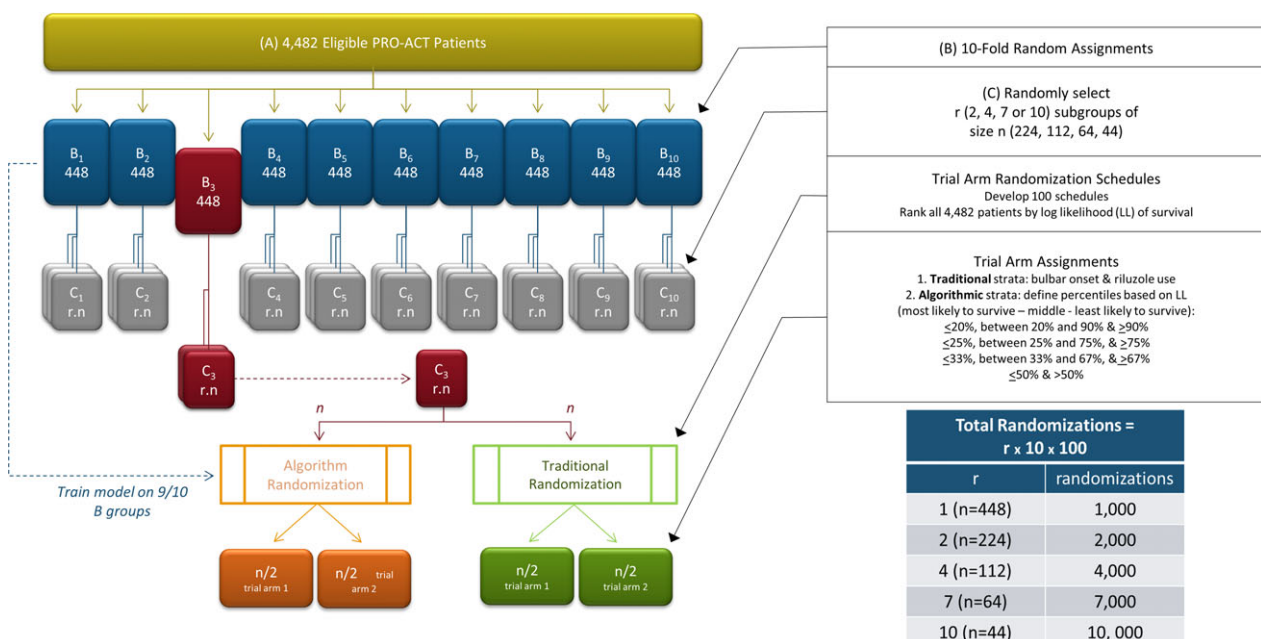 (A) 4,482 Eligible PRO-ACT Patients
B1
448
B2
448
B3
448
B4
448
B5
448
B6
448
B7
448
B8
448
B9
448
B10
448
C1
r.n
C2
r.n
C4
r.n
C5
r.n
C6
r.n
C7
r.n
C8
r.n
C9
r.n
C10
r.n
C3
r.n
C3
r.n
n
n
Algorithm
Randomization
Traditional
Randomization
Train model on 9/10
B groups
n/2
trial arm 1
n/2 trial
arm 2
n/2
trial arm 1
n/2
trial arm 2
(B) 10-Fold Random Assignments
(C) Randomly select
r (2, 4, 7 or 10) subgroups of
size n (224, 112, 64, 44)
Trial Arm Randomization Schedules
Develop 100 schedules
Rank all 4,482 patients by log likelihood (LL) of survival
Trial Arm Assignments
1. Traditional strata: bulbar onset & riluzole use
2. Algorithmic strata: define percentiles based on LL
(most likely to survive – middle - least likely to survive):
≤20%, between 20% and 90% & ≥90%
≤25%, between 25% and 75%, & ≥75%
≤33%, between 33% and 67%, & ≥67%
≤50% & >50%
Total Randomizations =
r x 10 x 100
r randomizations
1 (n=448) 1,000
2 (n=224) 2,000
4 (n=112) 4,000
7 (n=64) 7,000
10 (n=44) 10, 000